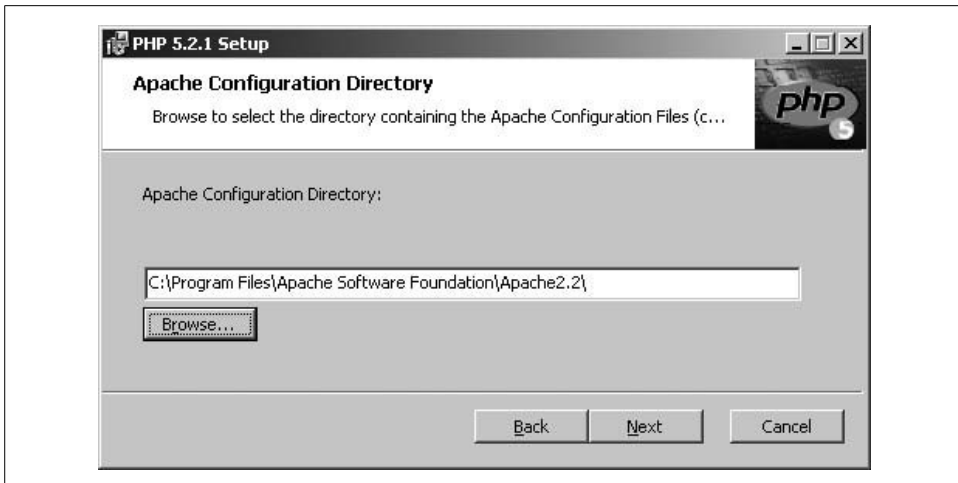 PHP 5.2.1 Setup
Apache Configuration Directory
Browse to select the directory containing the Apache Configuration Files (c...
php
5
Apache Configuration Directory:
C:\Program Files\Apache Software Foundation\Apache2.2\
Browse...
Back
Next
Cancel